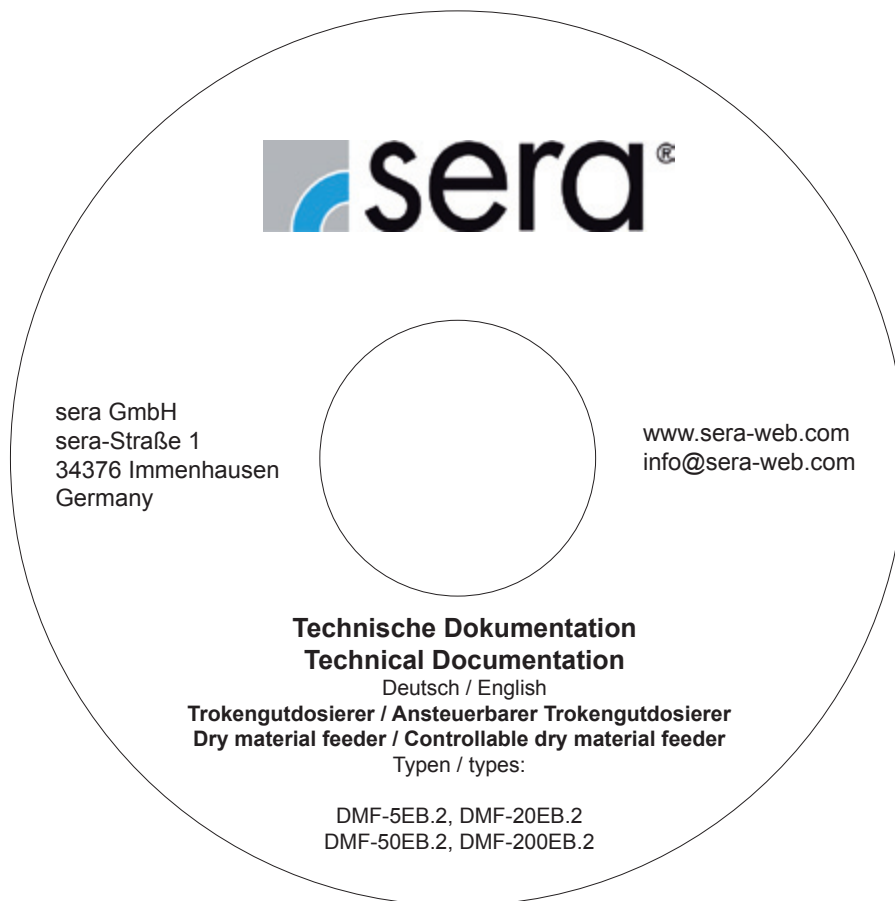 sera®
sera GmbH
sera-Straße 1
34376 Immenhausen
Germany
www.sera-web.com
info@sera-web.com
Technische Dokumentation
Technical Documentation
Deutsch / English
Trokengutdosierer / Ansteuerbarer Trokengutdosierer
Dry material feeder / Controllable dry material feeder
Typen / types:
DMF-5EB.2, DMF-20EB.2
DMF-50EB.2, DMF-200EB.2